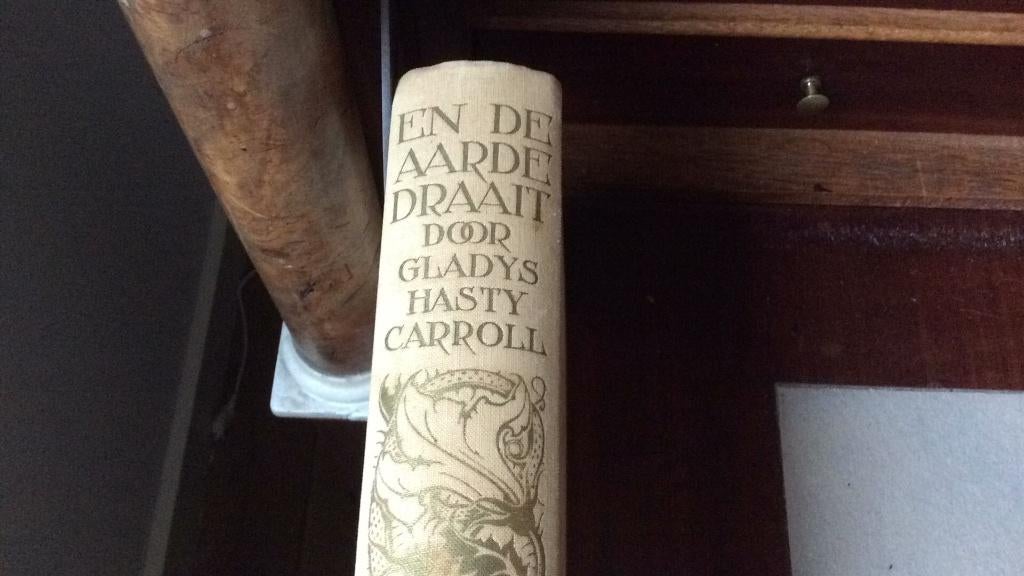 EN DE
AARDE
DRAAIT
DOOR
GLADYS
HASTY
CARROLL